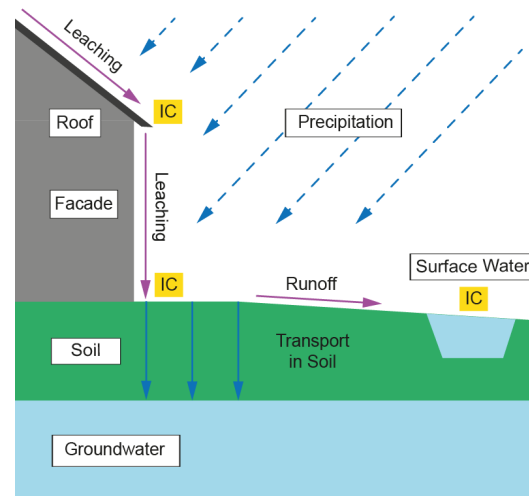 Leaching
IC
Roof
Precipitation
Leaching
Facade
IC
Runoff
Surface Water
IC
Soil
Transport
in Soil
Groundwater